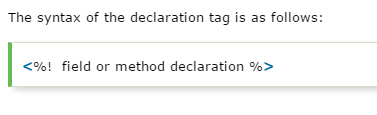 The syntax of the declaration tag is as follows:
<%!  field or method declaration %>